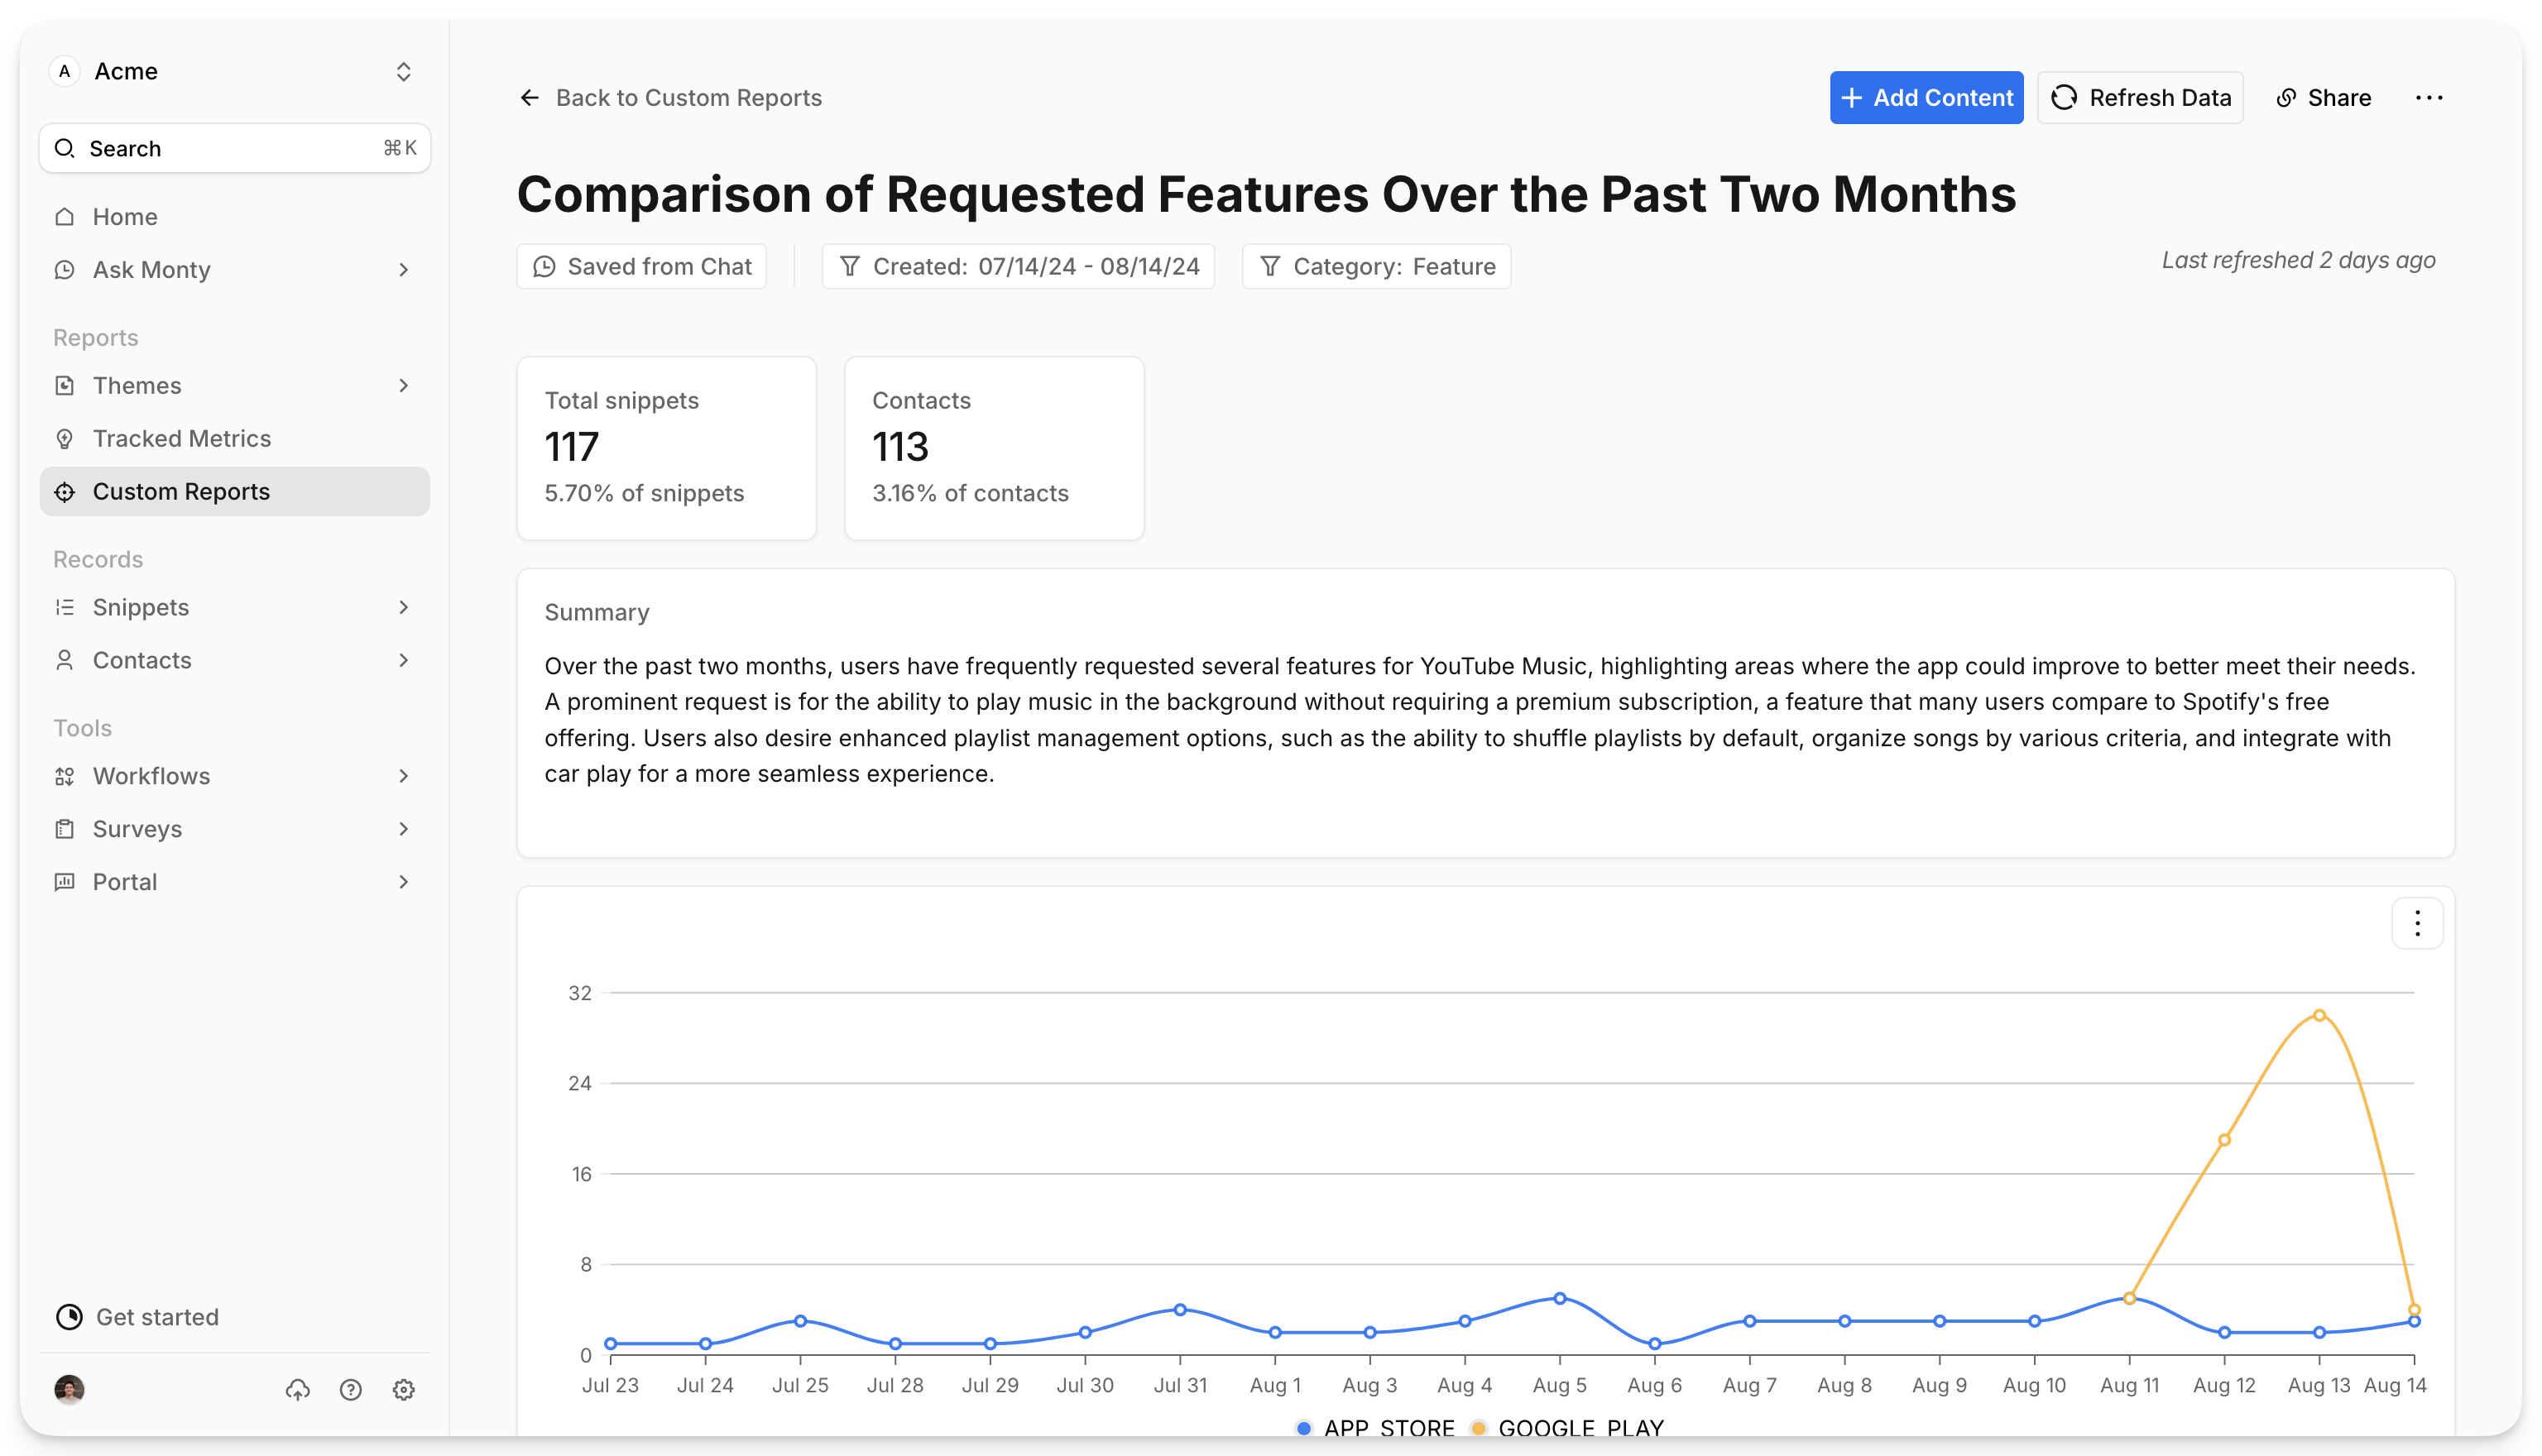 A Acme
Search ⌘K
Home
Ask Monty
Reports
Themes
Tracked Metrics
Custom Reports
Records
Snippets
Contacts
Tools
Workflows
Surveys
Portal
Get started
Back to Custom Reports
Add Content
Refresh Data
Share
Comparison of Requested Features Over the Past Two Months
Saved from Chat
Created: 07/14/24 - 08/14/24
Category: Feature
Last refreshed 2 days ago
Total snippets
117
5.70% of snippets
Contacts
113
3.16% of contacts
Summary
Over the past two months, users have frequently requested several features for YouTube Music, highlighting areas where the app could improve to better meet their needs.
A prominent request is for the ability to play music in the background without requiring a premium subscription, a feature that many users compare to Spotify's free
offering. Users also desire enhanced playlist management options, such as the ability to shuffle playlists by default, organize songs by various criteria, and integrate with
car play for a more seamless experience.
32
24
16
8
0
Jul 23 Jul 24 Jul 25 Jul 28 Jul 29 Jul 30 Jul 31 Aug 1 Aug 3 Aug 4 Aug 5 Aug 6 Aug 7 Aug 8 Aug 9 Aug 10 Aug 11 Aug 12 Aug 13 Aug 14
APP_STORE GOOGLE_PLAY